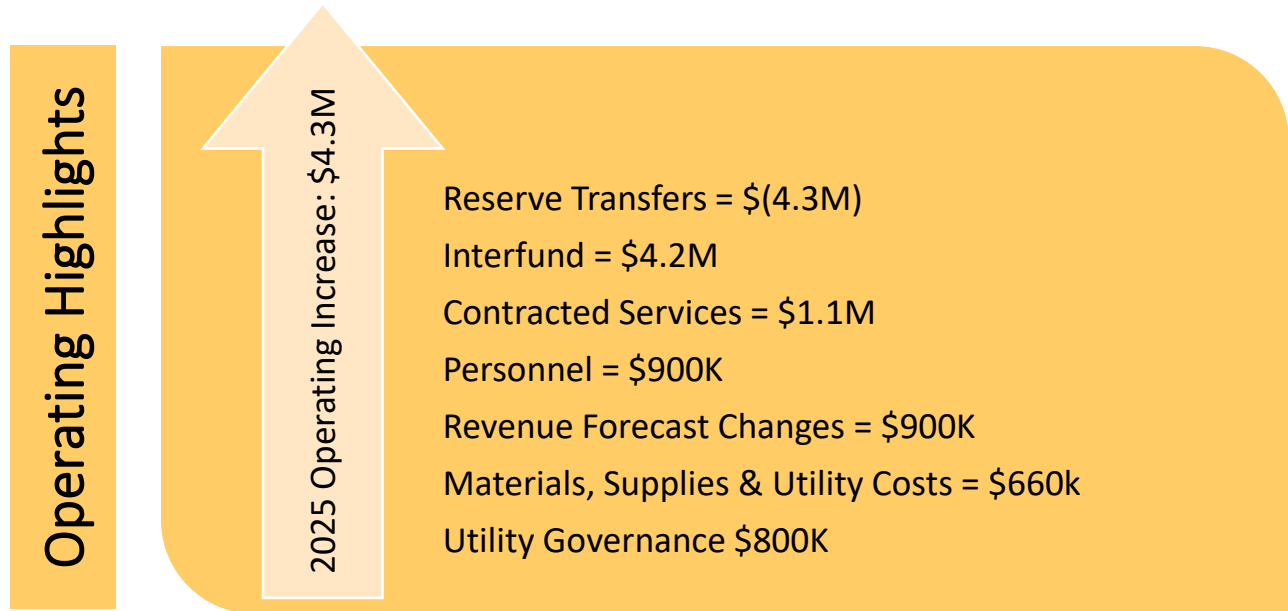 Operating Highlights
2025 Operating Increase: $4.3M
Reserve Transfers = $(4.3M)
Interfund = $4.2M
Contracted Services = $1.1M
Personnel = $900K
Revenue Forecast Changes = $900K
Materials, Supplies & Utility Costs = $660k
Utility Governance $800K